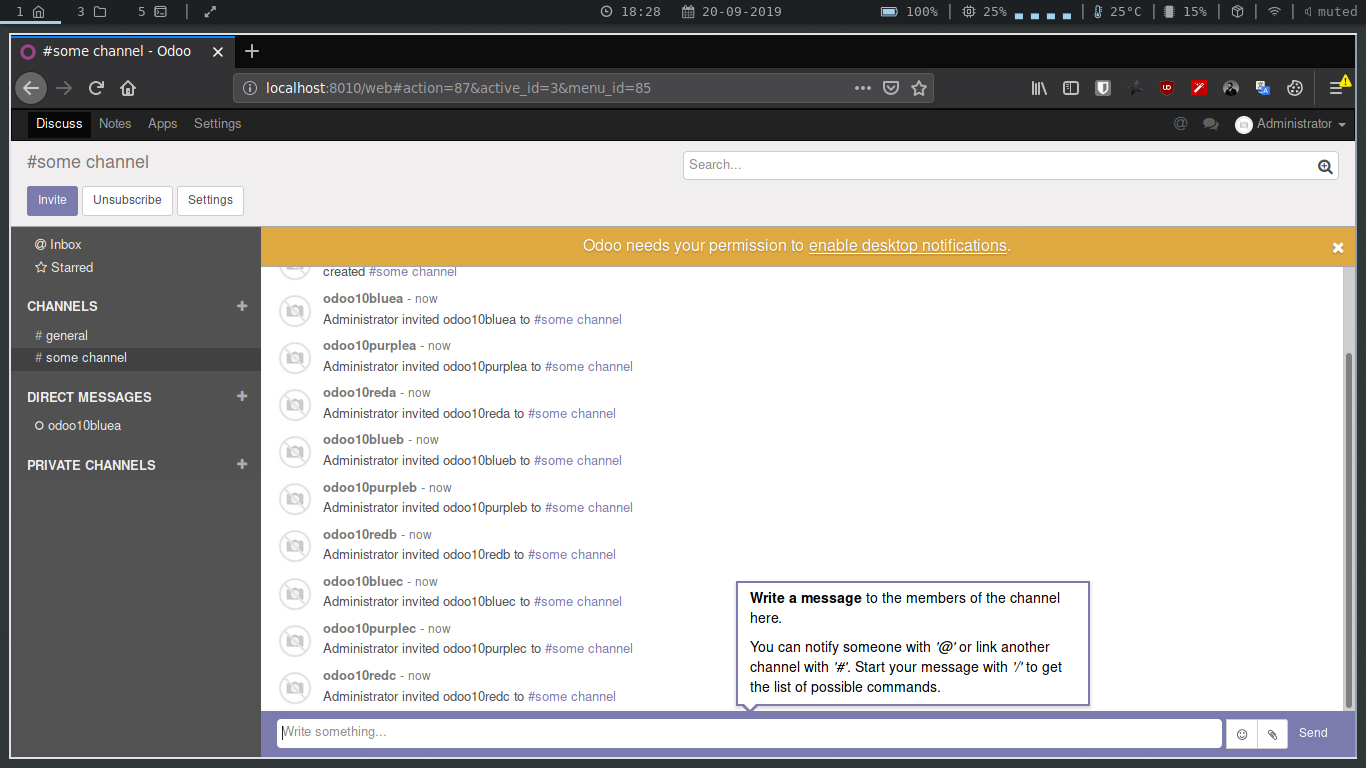 1 3 5 18:28 20-09-2019 100% 25% 25°C 15% muted
#some channel - Odoo
localhost:8010/web#action=87&active_id=3&menu_id=85
Discuss Notes Apps Settings @ Administrator
#some channel
Search...
Invite Unsubscribe Settings
@ Inbox
Starred
CHANNELS +
# general
# some channel
DIRECT MESSAGES +
odoo10bluea
PRIVATE CHANNELS +
Odoo needs your permission to enable desktop notifications.
created #some channel
odoo10bluea - now
Administrator invited odoo10bluea to #some channel
odoo10purplea - now
Administrator invited odoo10purplea to #some channel
odoo10reda - now
Administrator invited odoo10reda to #some channel
odoo10blueb - now
Administrator invited odoo10blueb to #some channel
odoo10purpleb - now
Administrator invited odoo10purpleb to #some channel
odoo10redb - now
Administrator invited odoo10redb to #some channel
odoo10bluec - now
Administrator invited odoo10bluec to #some channel
odoo10purplec - now
Administrator invited odoo10purplec to #some channel
odoo10redc - now
Administrator invited odoo10redc to #some channel
Write a message to the members of the channel
here.
You can notify someone with '@' or link another
channel with '#'. Start your message with '/' to get
the list of possible commands.
Write something...
Send